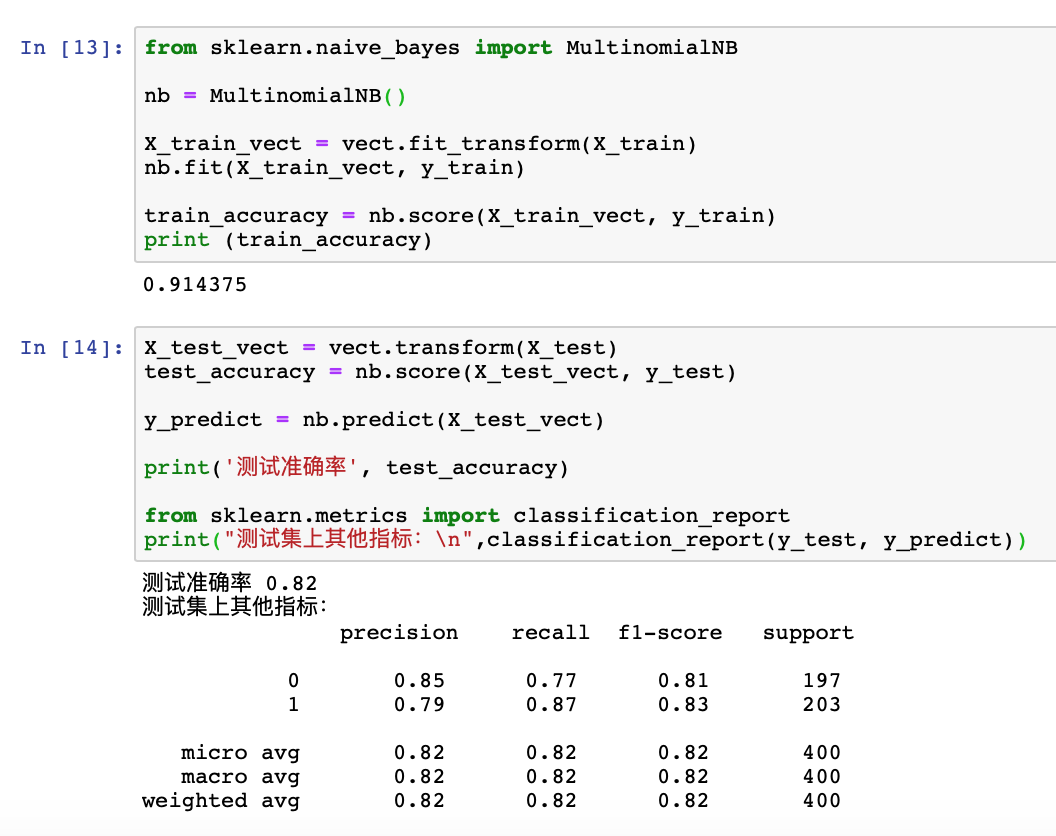 In [13]: from sklearn.naive_bayes import MultinomialNB
nb = MultinomialNB()
X_train_vect = vect.fit_transform(X_train)
nb.fit(X_train_vect, y_train)
train_accuracy = nb.score(X_train_vect, y_train)
print (train_accuracy)
0.914375
In [14]: X_test_vect = vect.transform(X_test)
test_accuracy = nb.score(X_test_vect, y_test)
y_predict = nb.predict(X_test_vect)
print('测试准确率', test_accuracy)
from sklearn.metrics import classification_report
print("测试集上其他指标：\n",classification_report(y_test, y_predict))
测试准确率 0.82
测试集上其他指标：
precision recall f1-score support
0 0.85 0.77 0.81 197
1 0.79 0.87 0.83 203
micro avg 0.82 0.82 0.82 400
macro avg 0.82 0.82 0.82 400
weighted avg 0.82 0.82 0.82 400